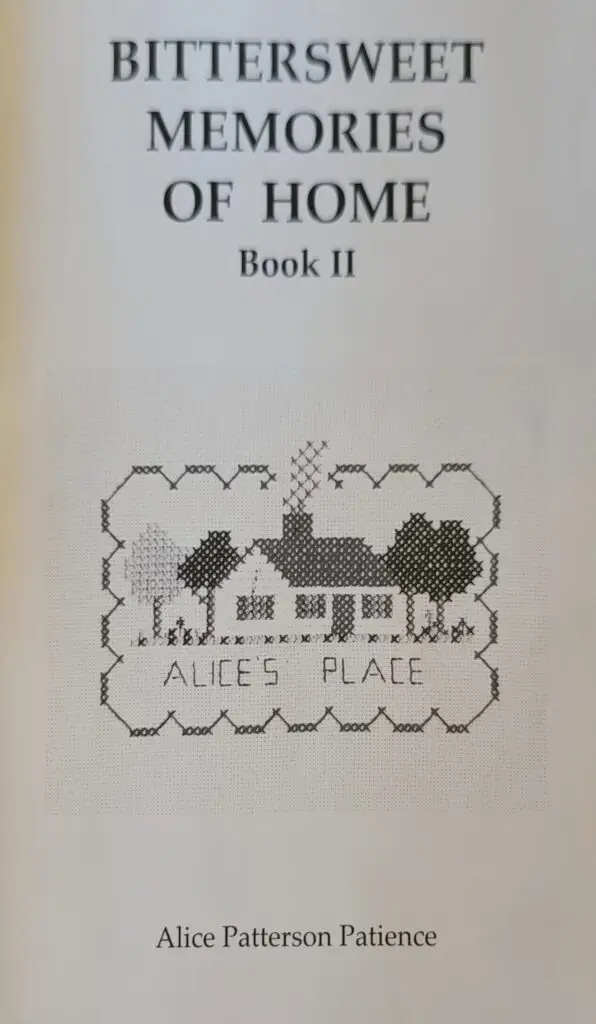 BITTERSWEET
MEMORIES
OF HOME
Book II
ALICE'S PLACE
Alice Patterson Patience